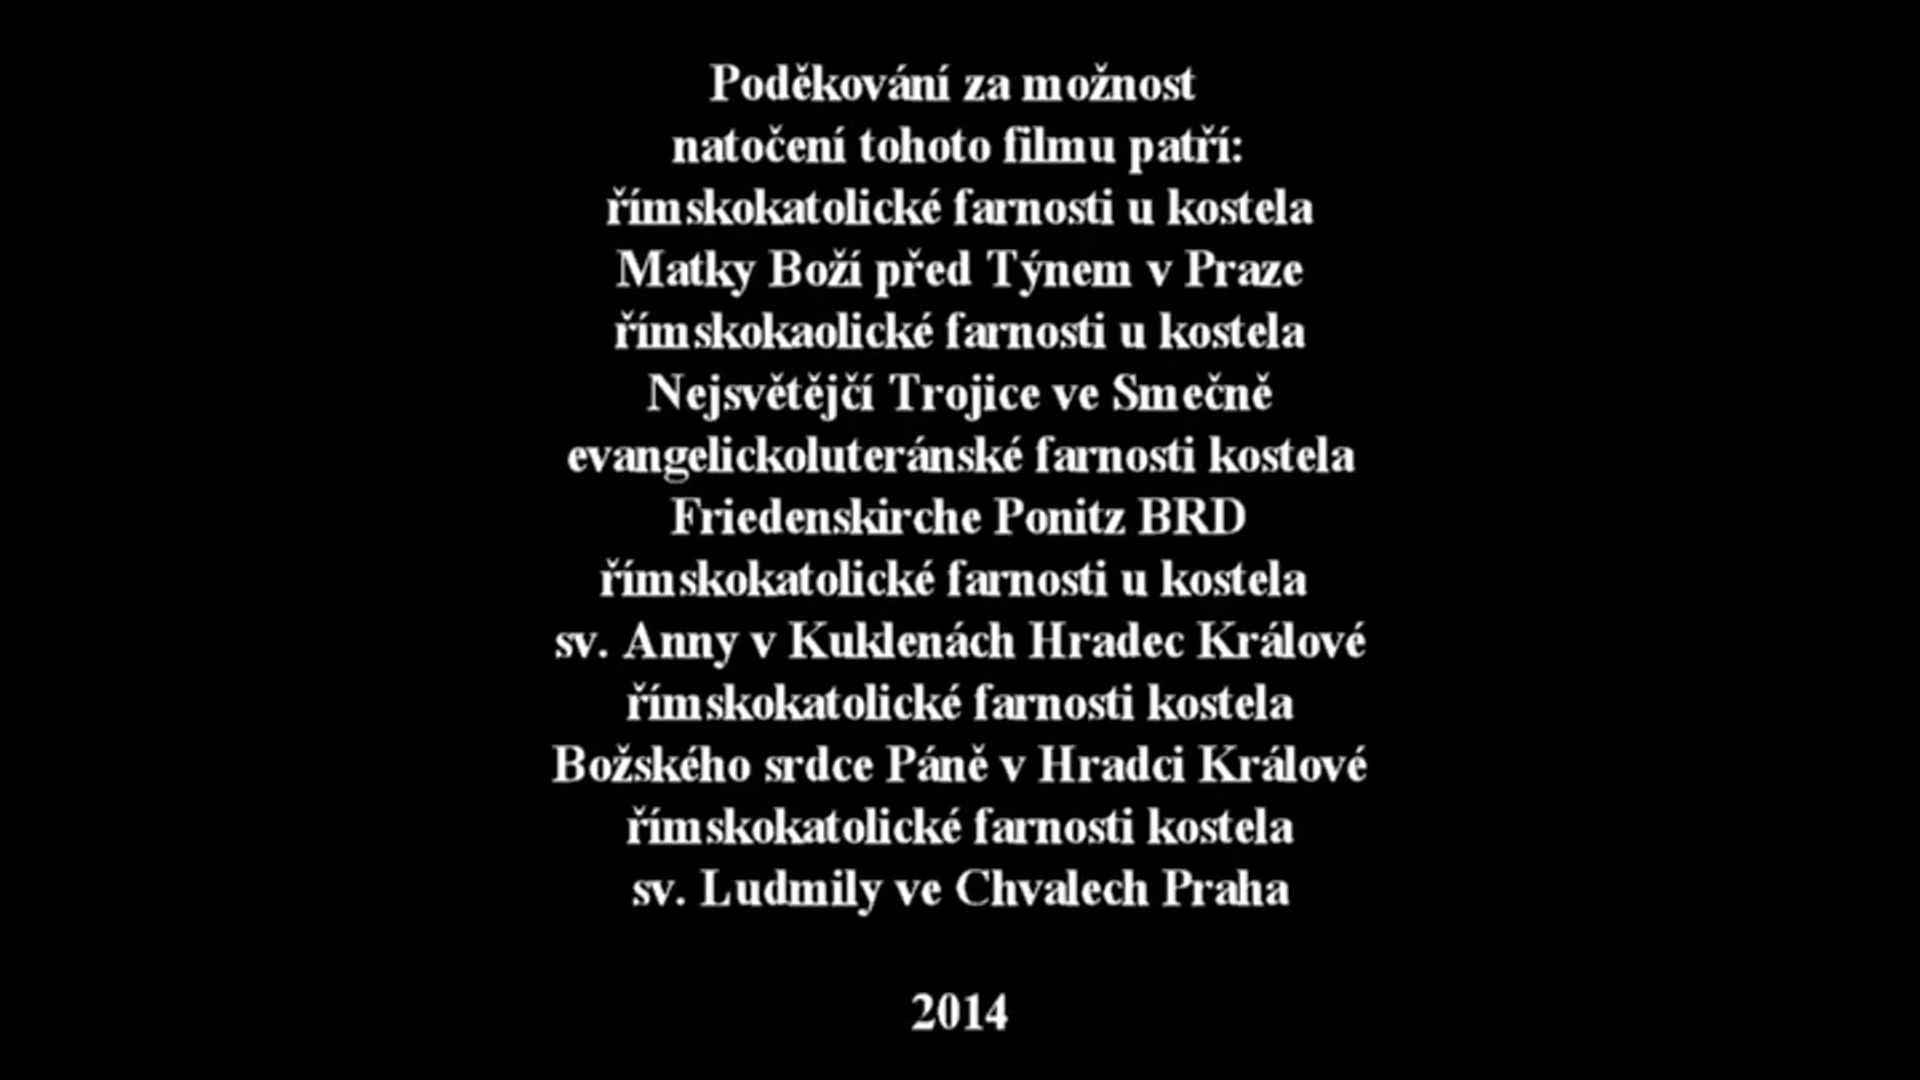 Poděkování za možnost
natočení tohoto filmu patří:
římskokatolické farnosti u kostela
Matky Boží před Týnem v Praze
římskokaolické farnosti u kostela
Nejsvětějčí Trojice ve Smečně
evangelickoluteránské farnosti kostela
Friedenskirche Ponitz BRD
římskokatolické farnosti u kostela
sv. Anny v Kuklenách Hradec Králové
římskokatolické farnosti kostela
Božského srdce Páně v Hradci Králové
římskokatolické farnosti kostela
sv. Ludmily ve Chvalech Praha
2014